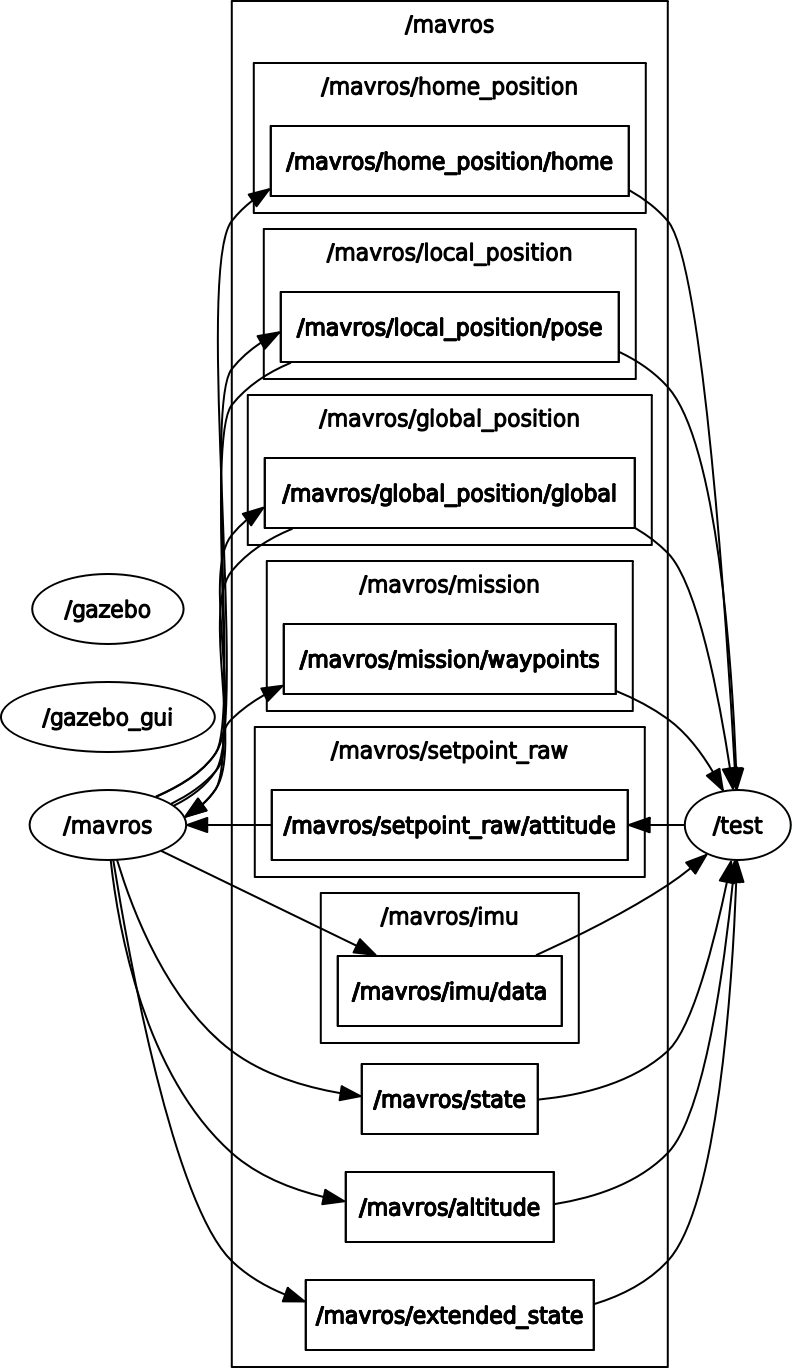 /mavros
/mavros/home_position
/mavros/home_position/home
/mavros/local_position
/mavros/local_position/pose
/mavros/global_position
/mavros/global_position/global
/mavros/mission
/gazebo
/mavros/mission/waypoints
/gazebo_gui
/mavros/setpoint_raw
/mavros
/mavros/setpoint_raw/attitude
/test
/mavros/imu
/mavros/imu/data
/mavros/state
/mavros/altitude
/mavros/extended_state